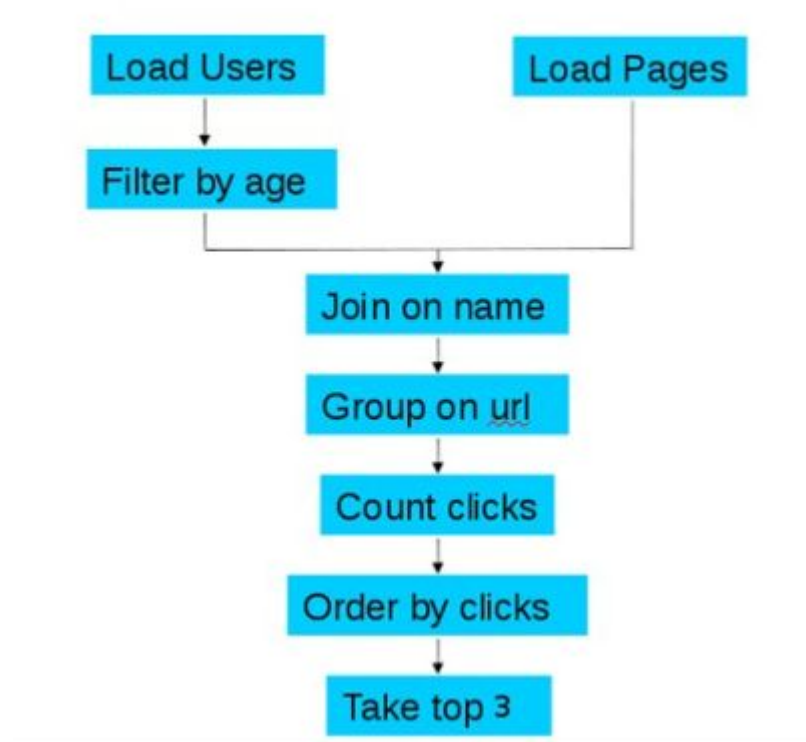 Load Users
Load Pages
Filter by age
Join on name
Group on url
Count clicks
Order by clicks
Take top 3